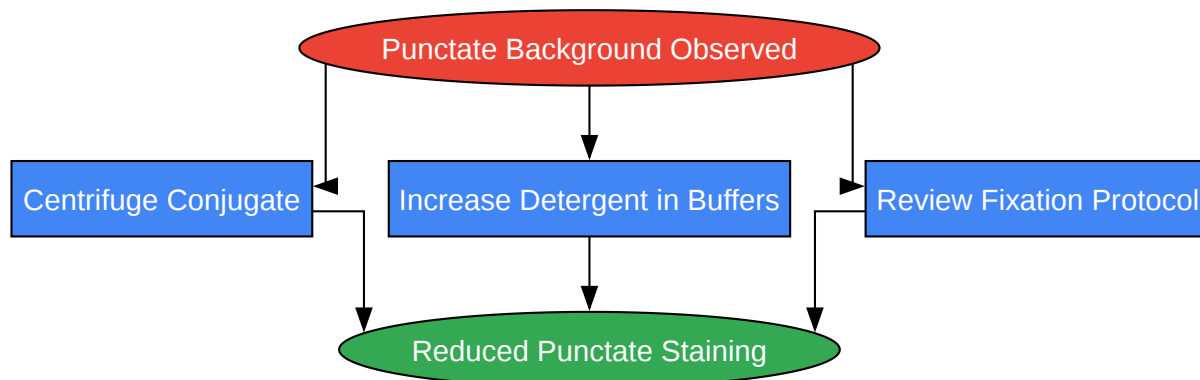 Punctate Background Observed
Centrifuge Conjugate
Increase Detergent in Buffers
Review Fixation Protocol
Reduced Punctate Staining